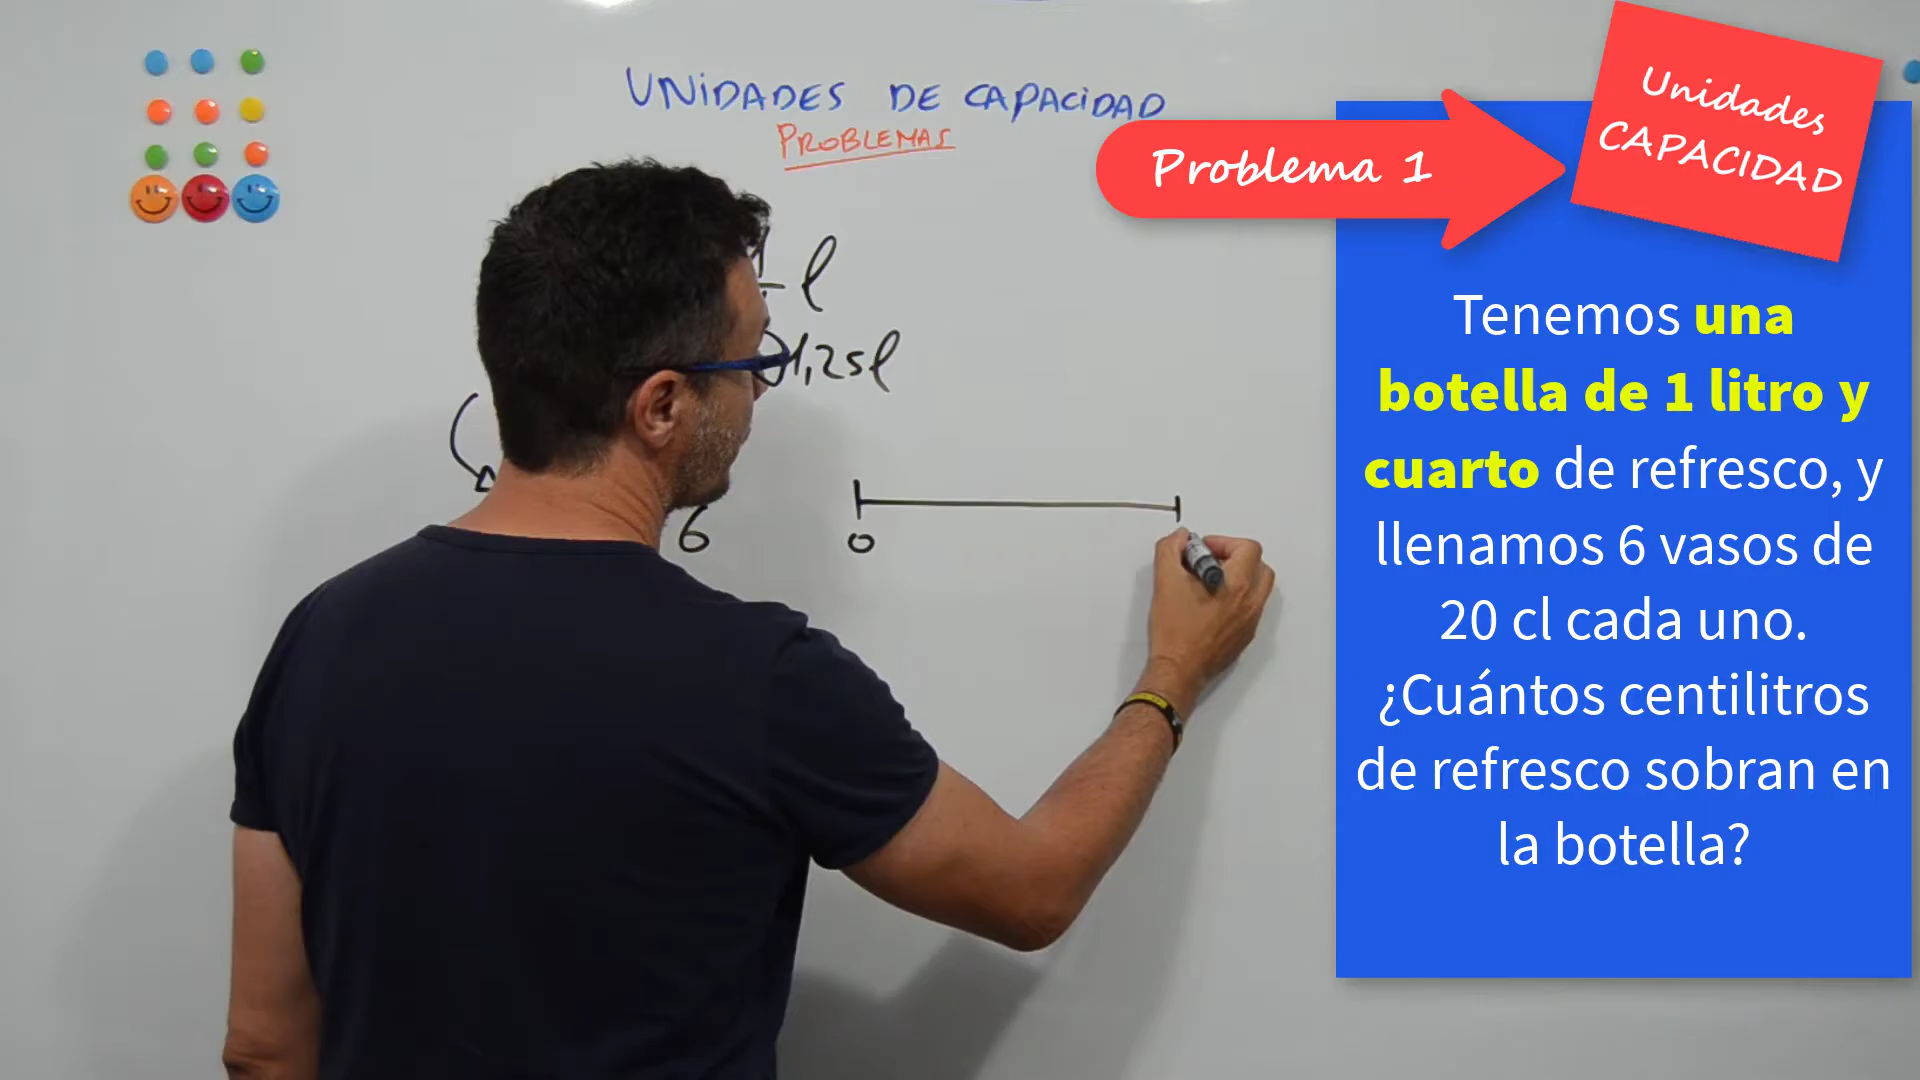 UNIDADES DE CAPACIDAD
PROBLEMAS
Problema 1
Unidades
CAPACIDAD
l
1,25l
6
0
Tenemos una
botella de 1 litro y
cuarto de refresco, y
llenamos 6 vasos de
20 cl cada uno.
¿Cuántos centilitros
de refresco sobran en
la botella?